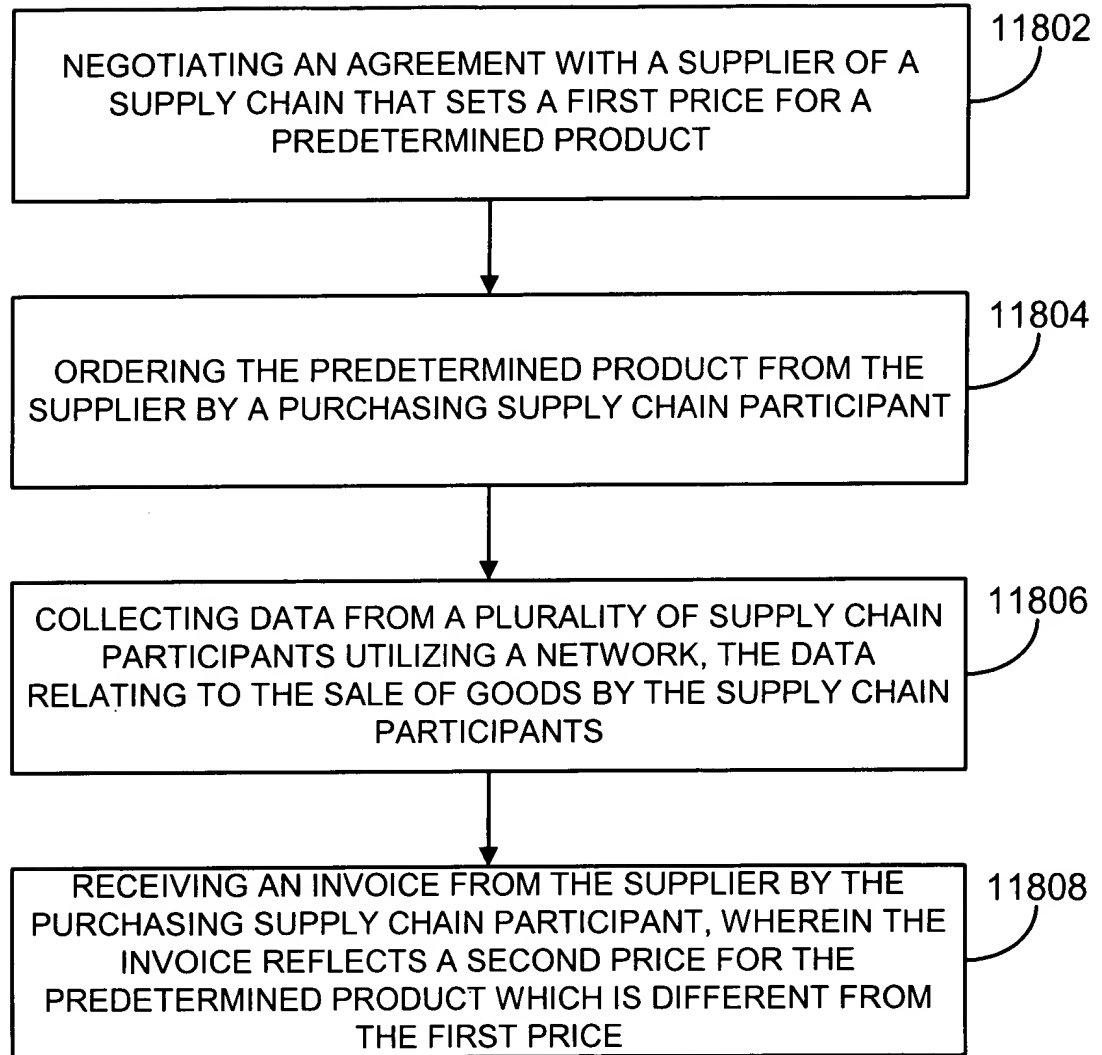 11802
NEGOTIATING AN AGREEMENT WITH A SUPPLIER OF A
SUPPLY CHAIN THAT SETS A FIRST PRICE FOR A
PREDETERMINED PRODUCT
11804
ORDERING THE PREDETERMINED PRODUCT FROM THE
SUPPLIER BY A PURCHASING SUPPLY CHAIN PARTICIPANT
11806
COLLECTING DATA FROM A PLURALITY OF SUPPLY CHAIN
PARTICIPANTS UTILIZING A NETWORK, THE DATA
RELATING TO THE SALE OF GOODS BY THE SUPPLY CHAIN
PARTICIPANTS
11808
RECEIVING AN INVOICE FROM THE SUPPLIER BY THE
PURCHASING SUPPLY CHAIN PARTICIPANT, WHEREIN THE
INVOICE REFLECTS A SECOND PRICE FOR THE
PREDETERMINED PRODUCT WHICH IS DIFFERENT FROM
THE FIRST PRICE